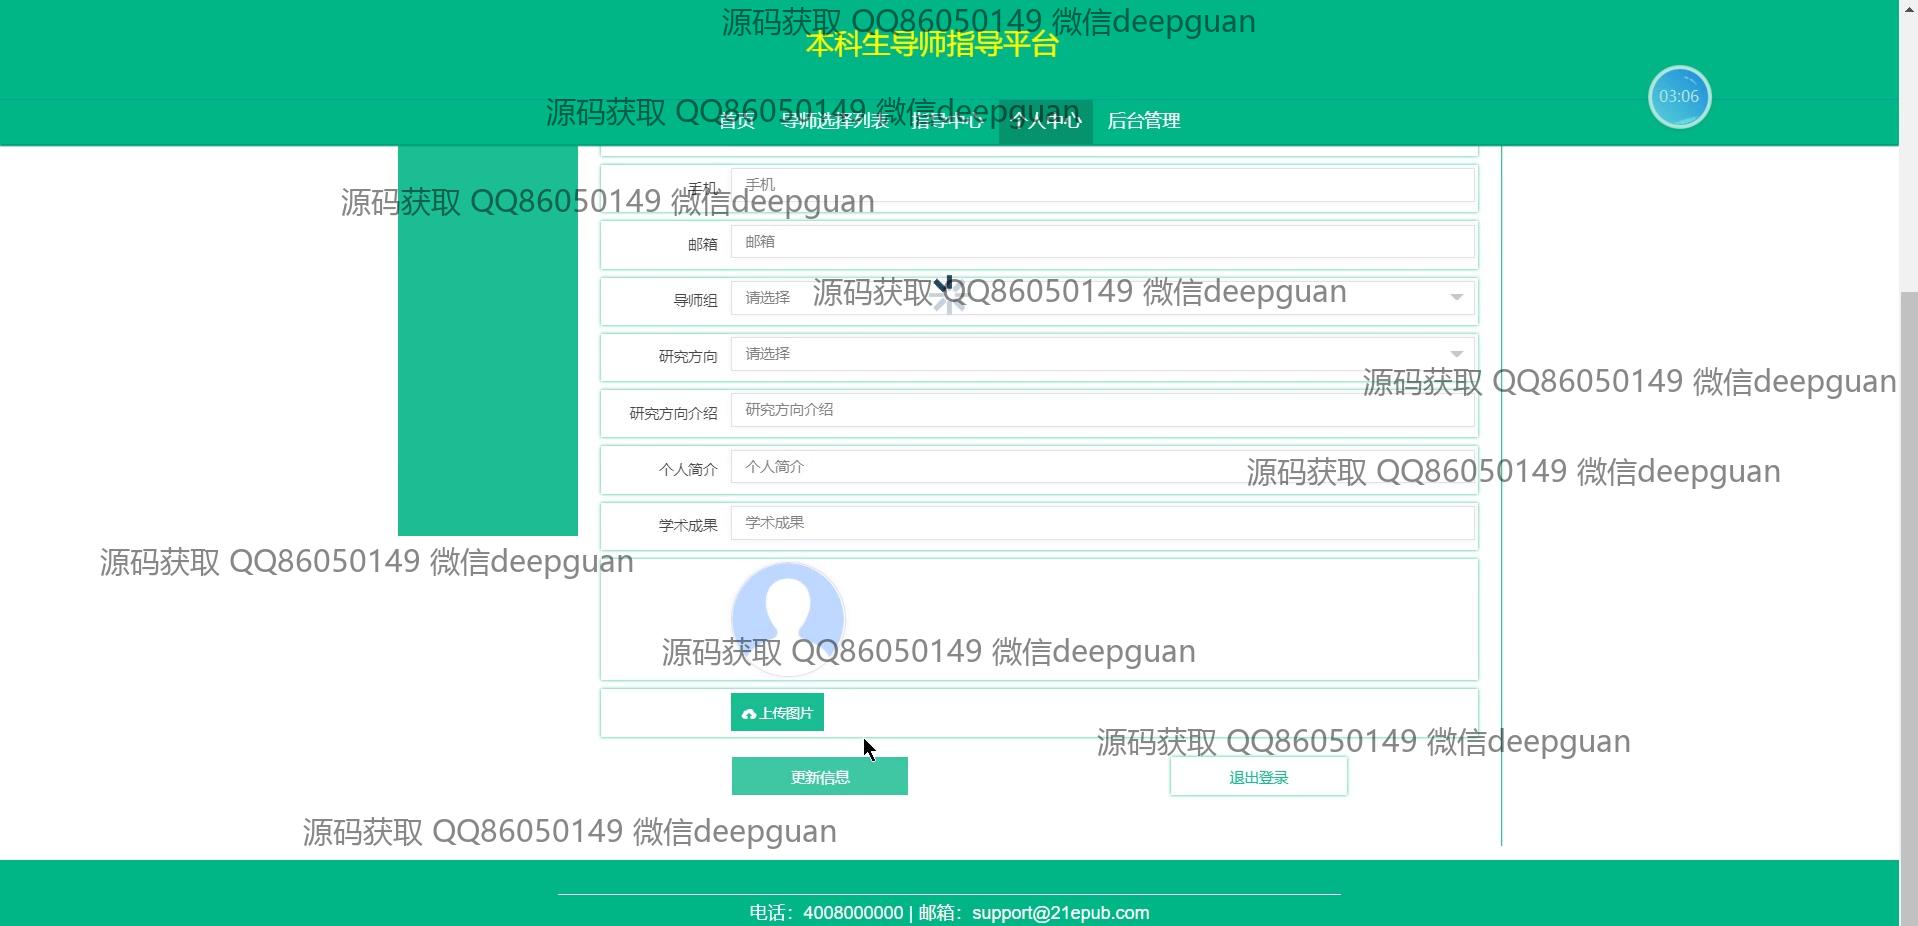 源码获取 QQ86050149 微信deepguan
本科生导师指导平台
03:06
源码获取 QQ86050149 微信deepguan
首页 导师选择列表 指导中心 个人中心 后台管理
手机 手机
源码获取 QQ86050149 微信deepguan
邮箱 邮箱
源码获取 QQ86050149 微信deepguan
导师组 请选择
研究方向 请选择
源码获取 QQ86050149 微信deepguan
研究方向介绍 研究方向介绍
个人简介 个人简介
源码获取 QQ86050149 微信deepguan
学术成果 学术成果
源码获取 QQ86050149 微信deepguan
源码获取 QQ86050149 微信deepguan
上传图片
源码获取 QQ86050149 微信deepguan
更新信息 退出登录
源码获取 QQ86050149 微信deepguan
电话：4008000000 | 邮箱：support@21epub.com